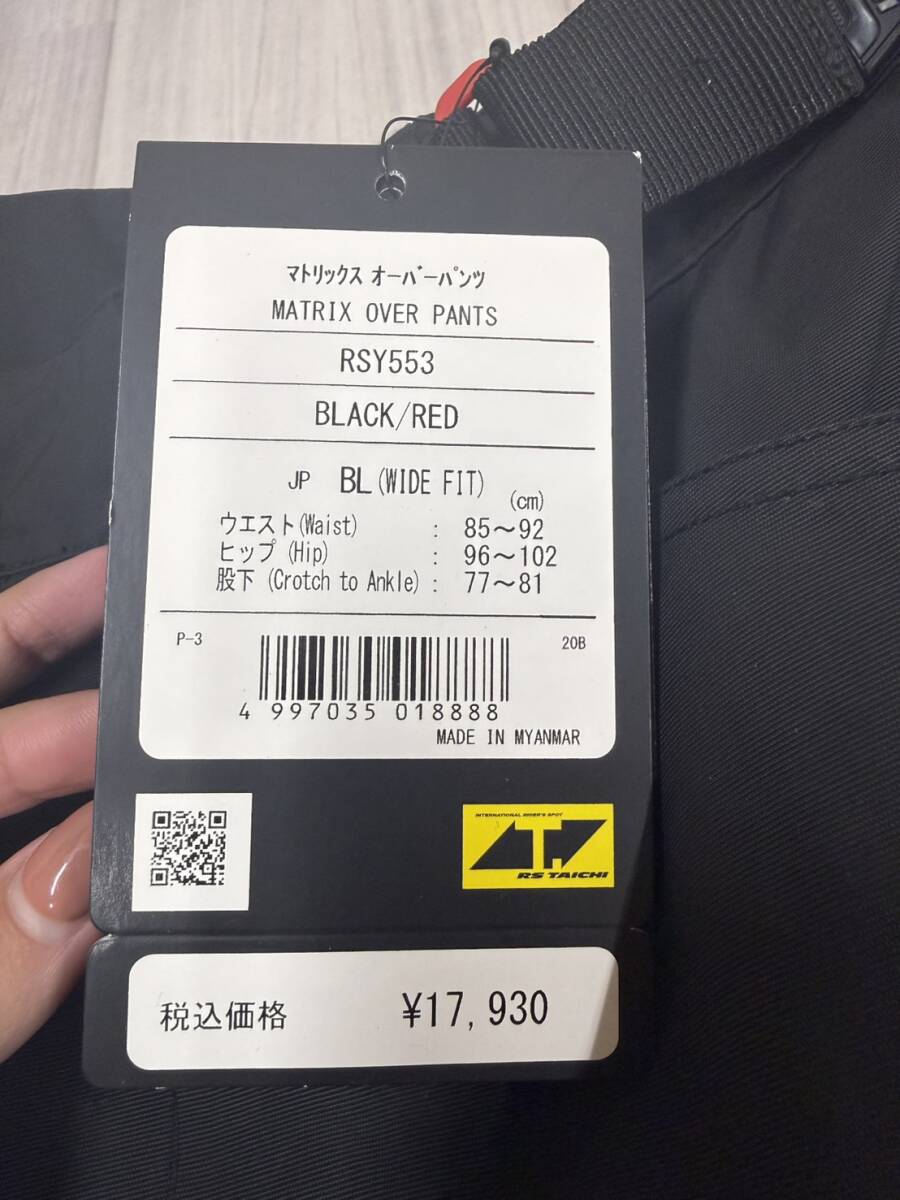 マトリックス オーバーパンツ
MATRIX OVER PANTS
RSY553
BLACK/RED
JP BL(WIDE FIT)
(cm)
ウエスト(Waist) : 85～92
ヒップ (Hip) : 96～102
股下 (Crotch to Ankle) : 77～81
P-3 20B
4 997035 018888
MADE IN MYANMAR
INTERNATIONAL RIDER'S SPOT
RS TAICHI
税込価格 ¥17,930